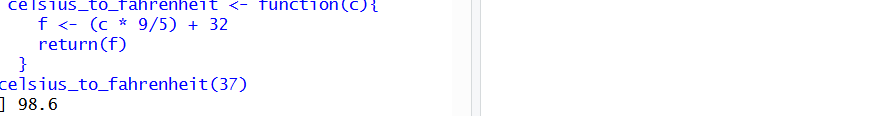 celsius_to_fahrenheit <- function(c){
f <- (c * 9/5) + 32
return(f)
}
celsius_to_fahrenheit(37)
] 98.6